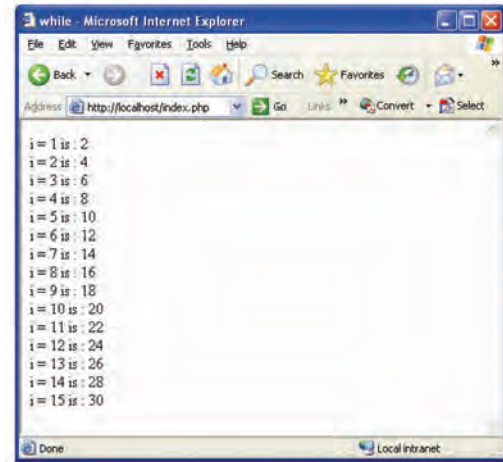 while - Microsoft Internet Explorer
File Edit View Favorites Tools Help
Back Search Favorites
Address http://localhost/index.php Go Links » Convert Select
i = 1 is : 2
i = 2 is : 4
i = 3 is : 6
i = 4 is : 8
i = 5 is : 10
i = 6 is : 12
i = 7 is : 14
i = 8 is : 16
i = 9 is : 18
i = 10 is : 20
i = 11 is : 22
i = 12 is : 24
i = 13 is : 26
i = 14 is : 28
i = 15 is : 30
Done Local intranet